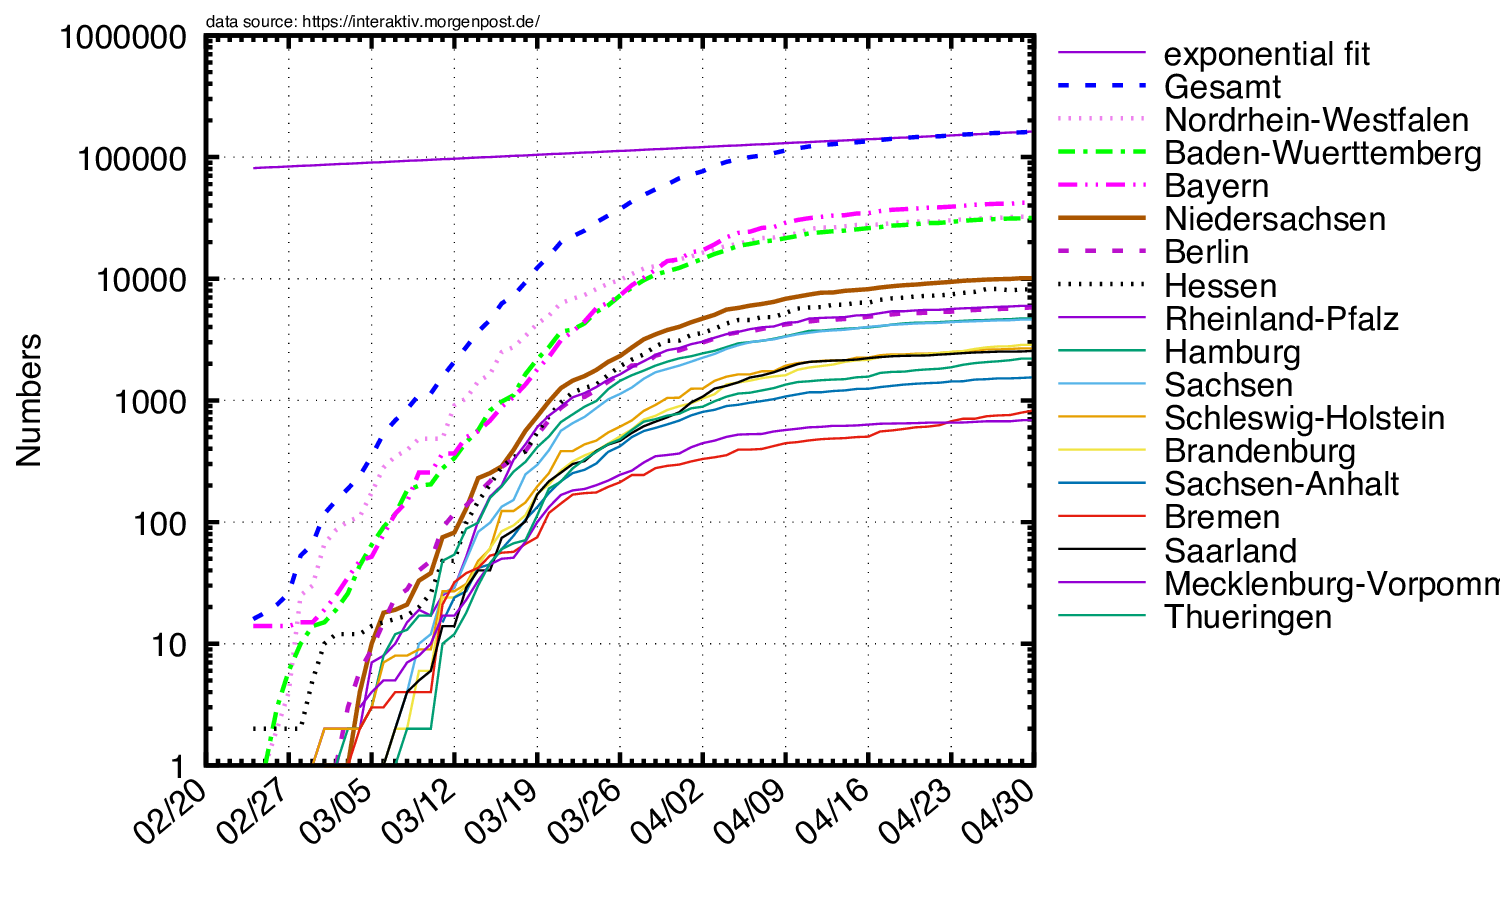 data source: https://interaktiv.morgenpost.de/
1000000
100000
10000
1000
100
10
1
Numbers
02/20
02/27
03/05
03/12
03/19
03/26
04/02
04/09
04/16
04/23
04/30
exponential fit
Gesamt
Nordrhein-Westfalen
Baden-Wuerttemberg
Bayern
Niedersachsen
Berlin
Hessen
Rheinland-Pfalz
Hamburg
Sachsen
Schleswig-Holstein
Brandenburg
Sachsen-Anhalt
Bremen
Saarland
Mecklenburg-Vorpomm
Thueringen